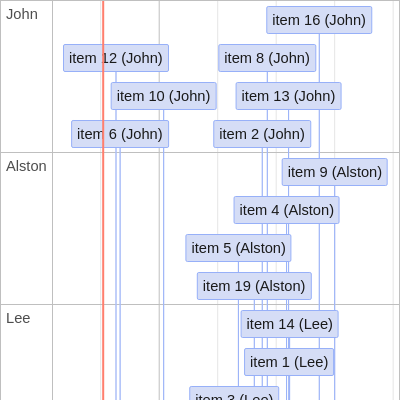 John
item 16 (John)
item 12 (John)
item 8 (John)
item 10 (John)
item 13 (John)
item 6 (John)
item 2 (John)
Alston
item 9 (Alston)
item 4 (Alston)
item 5 (Alston)
item 19 (Alston)
Lee
item 14 (Lee)
item 1 (Lee)
item 3 (Lee)